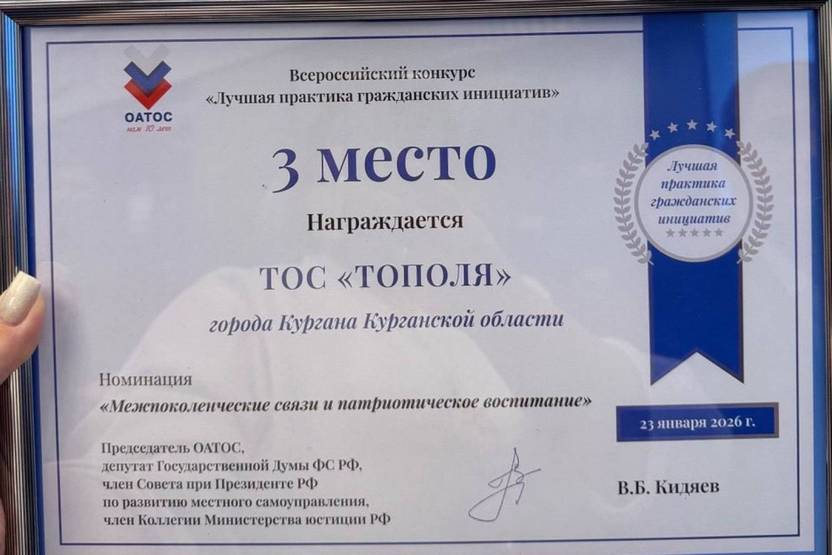 ОАТОС
нам 10 лет
Всероссийский конкурс
«Лучшая практика гражданских инициатив»
3 место
Награждается
ТОС «ТОПОЛЯ»
города Кургана Курганской области
Лучшая
практика
гражданских
инициатив
Номинация
«Межпоколенческие связи и патриотическое воспитание»
23 января 2026 г.
Председатель ОАТОС,
депутат Государственной Думы ФС РФ,
член Совета при Президенте РФ
по развитию местного самоуправления,
член Коллегии Министерства юстиции РФ
В.Б. Кидяев